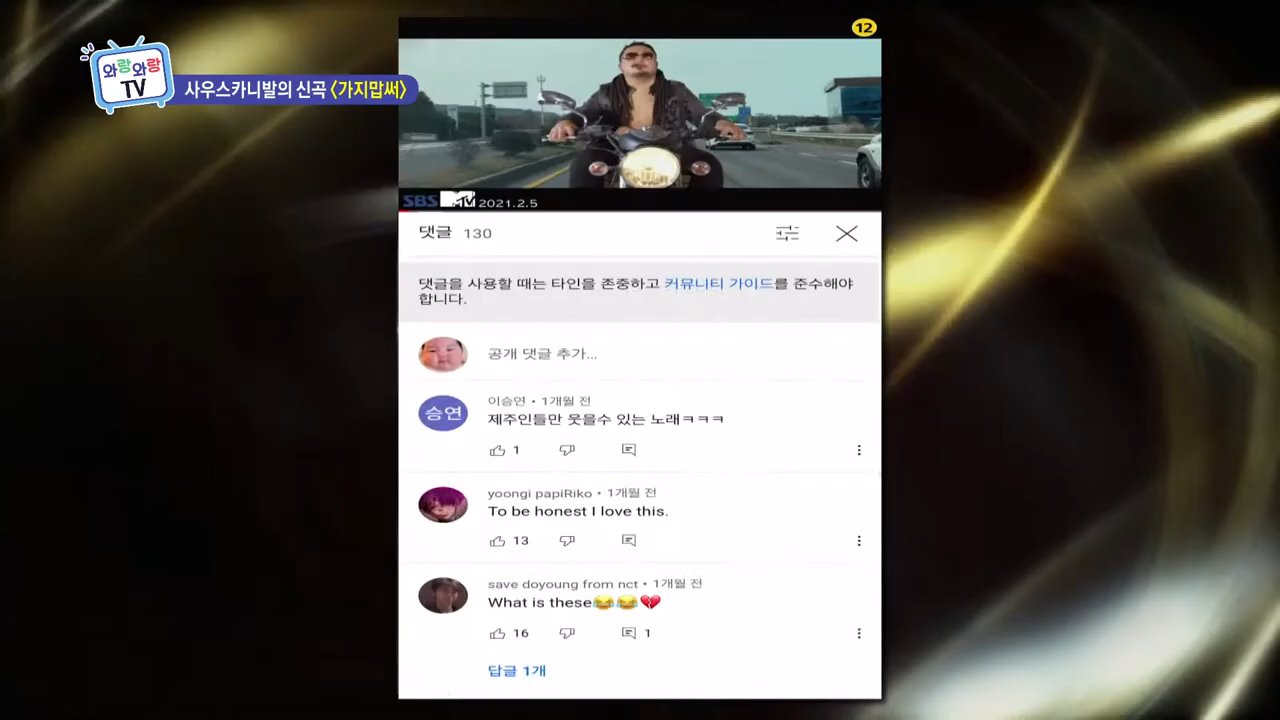 12
와랑와랑
TV
사우스카니발의 신곡 <가지맙써>
SBS MTV 2021.2.5
댓글 130
댓글을 사용할 때는 타인을 존중하고 커뮤니티 가이드를 준수해야
합니다.
공개 댓글 추가...
승연
이승연 • 1개월 전
제주인들만 웃을수 있는 노래ㅋㅋㅋ
1
yoongi papiRiko • 1개월 전
To be honest I love this.
13
save doyoung from nct • 1개월 전
What is these😂😂💔
16 1
답글 1개